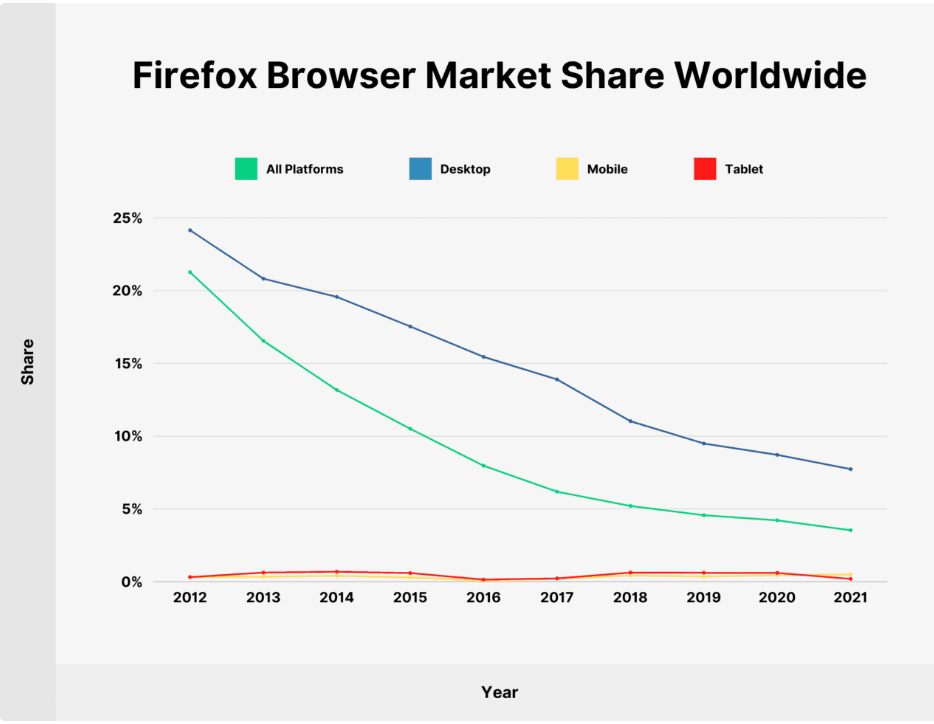 Firefox Browser Market Share Worldwide
All Platforms Desktop Mobile Tablet
25%
20%
15%
10%
5%
0%
Share
2012 2013 2014 2015 2016 2017 2018 2019 2020 2021
Year